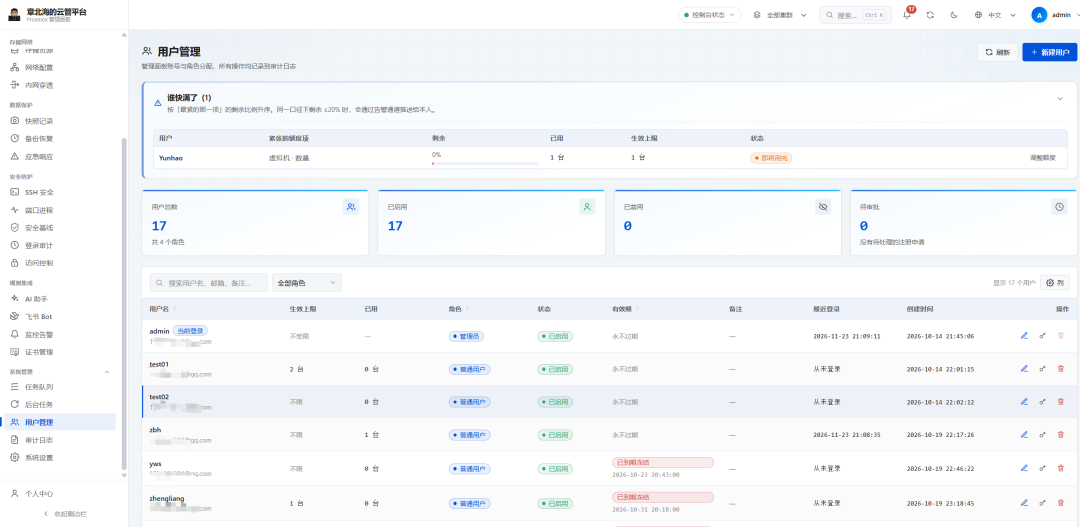 章北海的云管平台
Proxmox 管理面板
控制台状态
全部集群
搜索...
Ctrl K
17
中文
A
admin
存储网络
存储资源
网络配置
内网穿透
数据保护
快照记录
备份恢复
应急响应
安全防护
SSH 安全
端口进程
安全基线
登录审计
访问控制
AI 助手
飞书 Bot
监控告警
证书管理
系统管理
任务队列
后台任务
用户管理
审计日志
系统设置
个人中心
收起侧边栏
用户管理
管理面板账号与角色分配，所有操作均记录到审计日志
刷新
+ 新建用户
谁快满了 (1)
按「最紧的那一项」的剩余比例升序。同一口径下剩余 ≤20% 时，会通过告警通道推送给本人。
用户 紧张的额度项 剩余 已用 生效上限 状态
Yunhao 虚拟机 · 数量 0% 1 台 1 台 即将用完 调整额度
用户总数
17
共 4 个角色
已启用
17
已禁用
0
待审批
0
没有待处理的注册申请
搜索用户名、邮箱、备注...
全部角色
显示 17 个用户
列
用户名 生效上限 已用 角色 状态 有效期 备注 最近登录 创建时间 操作
admin 当前登录 不受限 — 管理员 已启用 永不过期 — 2026-11-23 21:09:11 2026-10-14 21:45:06
com
test01 2 台 0 台 普通用户 已启用 永不过期 — 从未登录 2026-10-14 22:01:15
@qq.com
test02 不限 0 台 普通用户 已启用 永不过期 — 从未登录 2026-10-14 22:02:12
om
zbh 不限 1 台 普通用户 已启用 永不过期 — 2026-11-23 21:08:35 2026-10-19 22:17:26
com
yws 不限 0 台 普通用户 已启用 已到期冻结 — 从未登录 2026-10-19 22:46:22
2026-10-23 20:43:00
zhengliang 1 台 0 台 普通用户 已启用 已到期冻结 — 从未登录 2026-10-19 23:18:45
com
2026-10-31 20:18:00